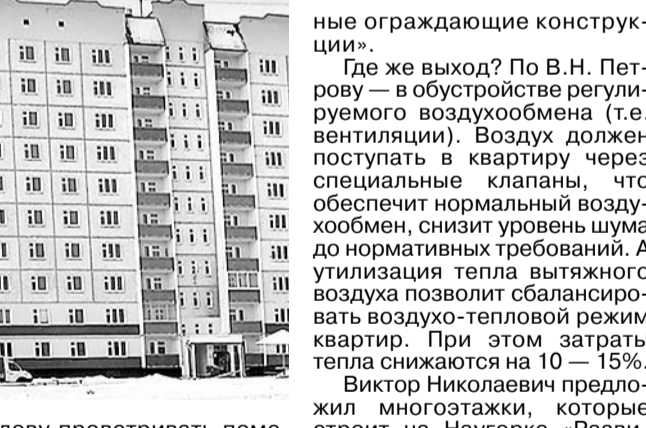 ные ограждающие конструк-
ции».
Где же выход? По В.Н. Пет-
рову — в обустройстве регули-
руемого воздухообмена (т.е.
вентиляции). Воздух должен
поступать в квартиру через
специальные клапаны, что
обеспечит нормальный возду-
хообмен, снизит уровень шума
до нормативных требований. А
утилизация тепла вытяжного
воздуха позволит сбалансиро-
вать воздухо-тепловой режим
квартир. При этом затраты
тепла снижаются на 10 — 15%.
Виктор Николаевич предло-
жил многоэтажки, которые